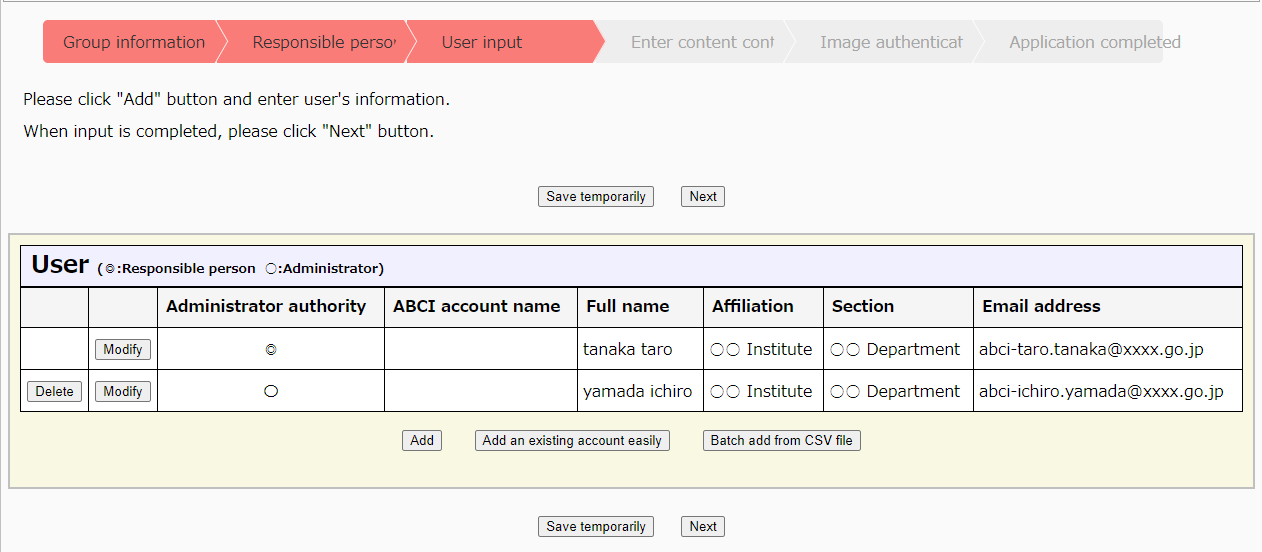 Group information Responsible perso User input Enter content cont Image authenticat Application completed
Please click "Add" button and enter user's information.
When input is completed, please click "Next" button.
Save temporarily Next
User (◎:Responsible person ○:Administrator)
Administrator authority ABCI account name Full name Affiliation Section Email address
Modify ◎ tanaka taro ○○ Institute ○○ Department abci-taro.tanaka@xxxx.go.jp
Delete Modify ○ yamada ichiro ○○ Institute ○○ Department abci-ichiro.yamada@xxxx.go.jp
Add Add an existing account easily Batch add from CSV file
Save temporarily Next